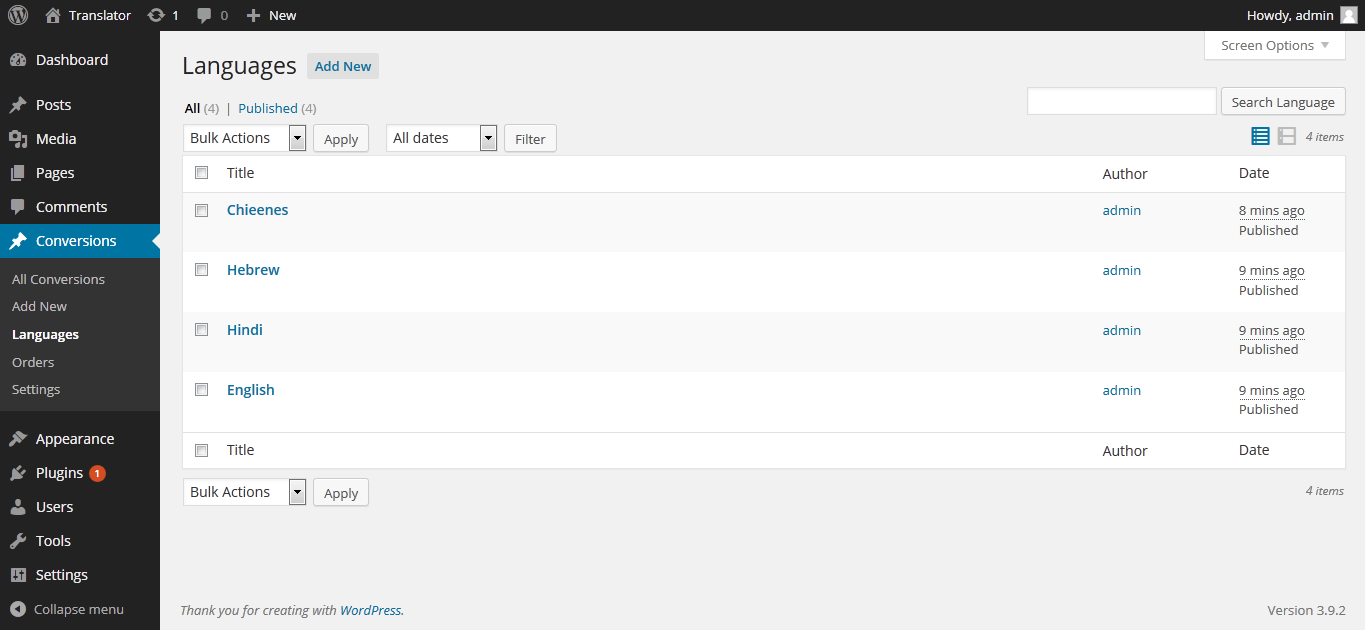 Translator 1 0 New Howdy, admin
Dashboard
Posts
Media
Pages
Comments
Conversions
All Conversions
Add New
Languages
Orders
Settings
Appearance
Plugins 1
Users
Tools
Settings
Collapse menu
Screen Options
Languages Add New
All (4) | Published (4)
Search Language
Bulk Actions Apply All dates Filter 4 items
Title Author Date
Chieenes admin 8 mins ago
Published
Hebrew admin 9 mins ago
Published
Hindi admin 9 mins ago
Published
English admin 9 mins ago
Published
Title Author Date
Bulk Actions Apply 4 items
Thank you for creating with WordPress. Version 3.9.2